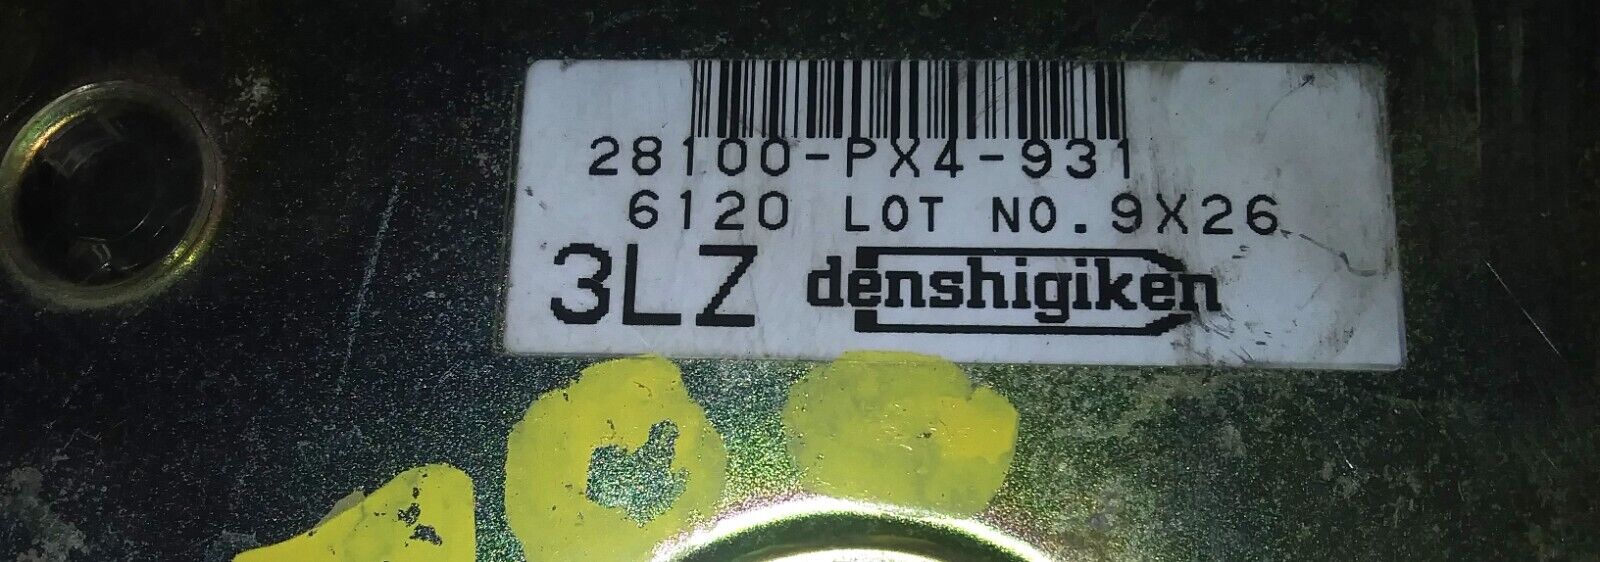 28100-PX4-931
6120 LOT NO.9X26
3LZ denshigiken